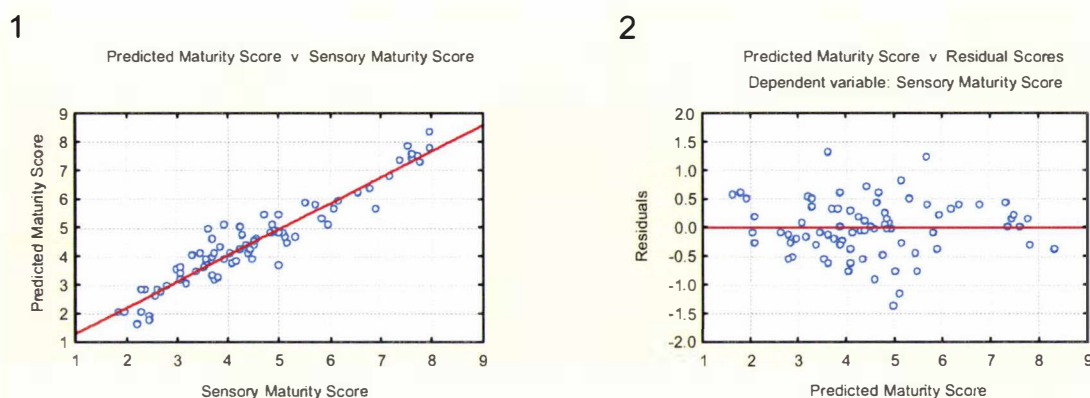 1
Predicted Maturity Score v Sensory Maturity Score
Predicted Maturity Score
9
8
7
6
5
4
3
2
1
1 2 3 4 5 6 7 8 9
Sensory Maturity Score
2
Predicted Maturity Score v Residual Scores
Dependent variable: Sensory Maturity Score
Residuals
2.0
1.5
1.0
0.5
0.0
-0.5
-1.0
-1.5
-2.0
1 2 3 4 5 6 7 8 9
Predicted Maturity Score